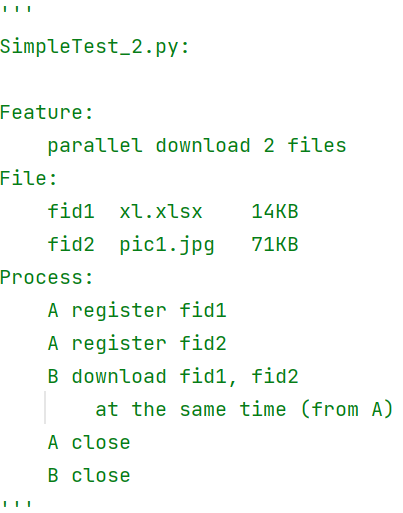 '''
SimpleTest_2.py:
Feature:
    parallel download 2 files
File:
    fid1  xl.xlsx    14KB
    fid2  pic1.jpg   71KB
Process:
    A register fid1
    A register fid2
    B download fid1, fid2
        at the same time (from A)
    A close
    B close
'''